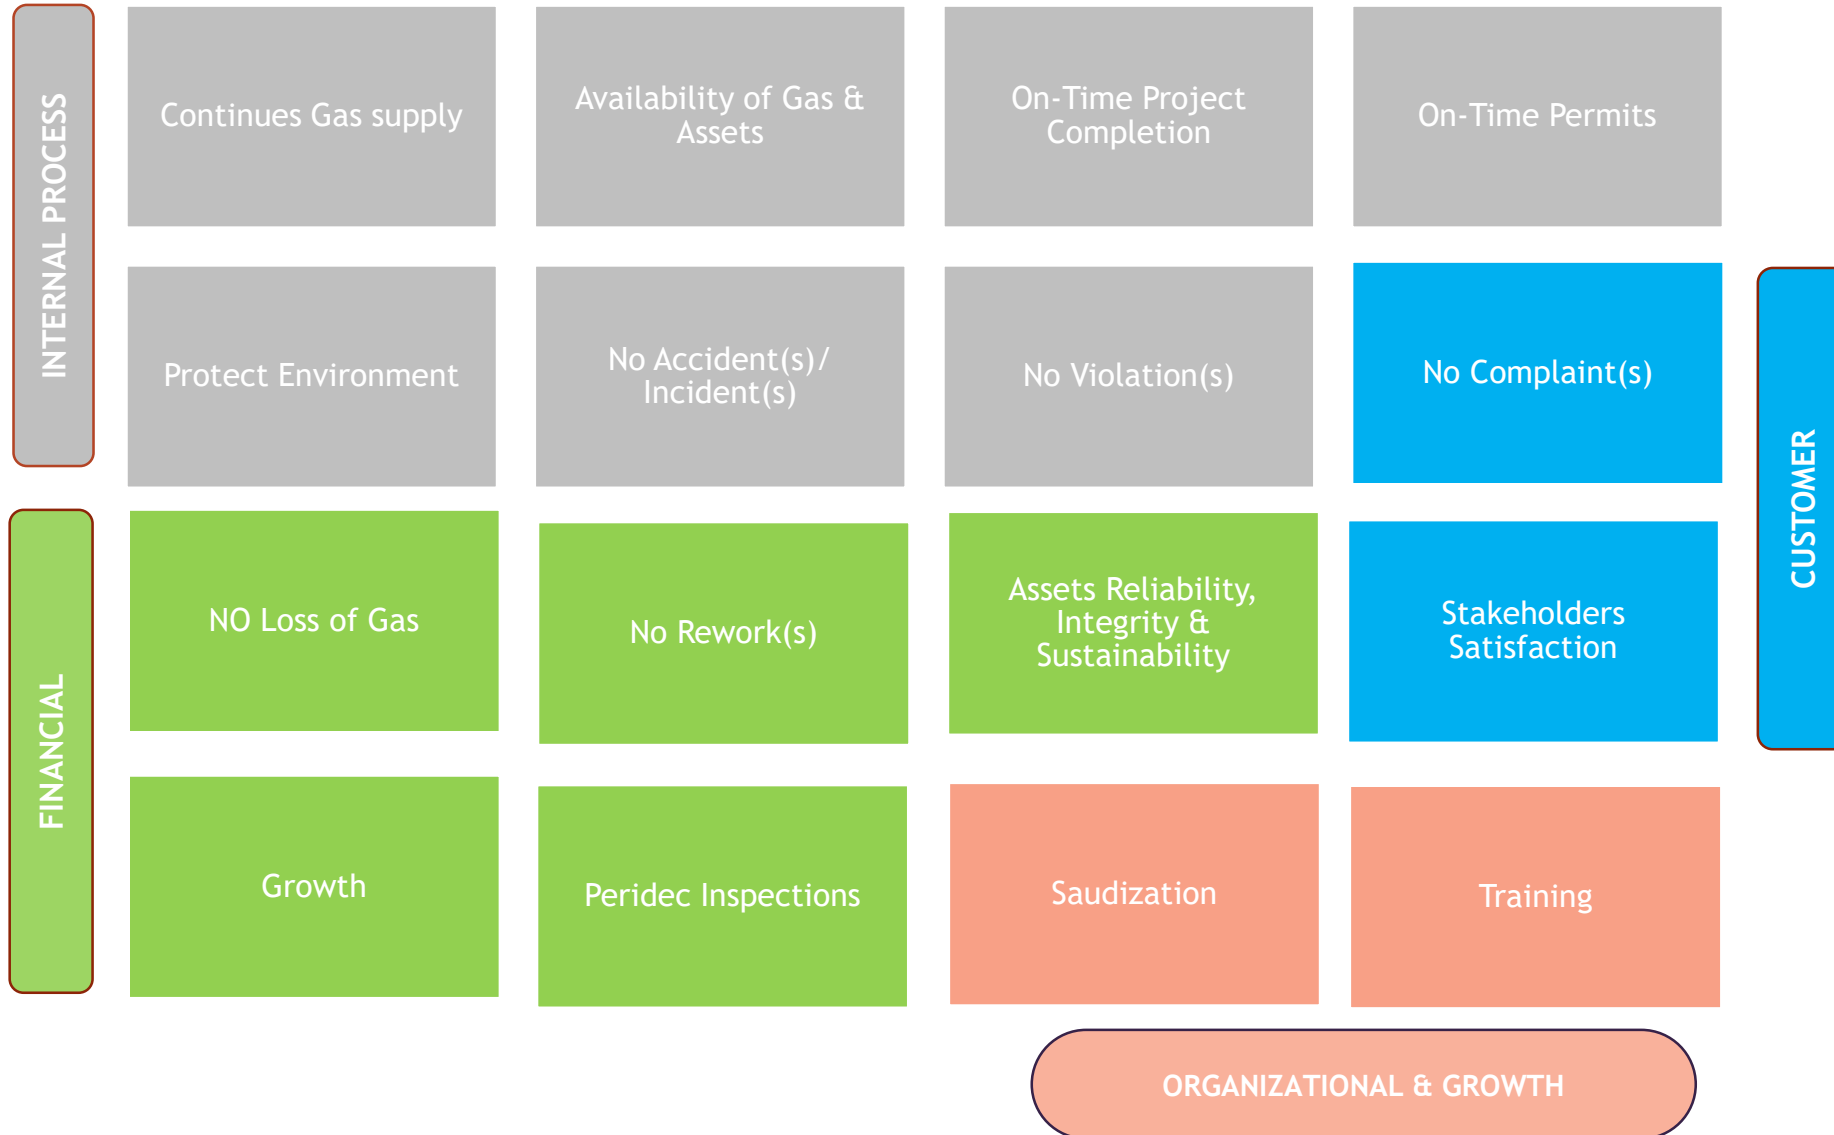 INTERNAL PROCESS
Continues Gas supply
Availability of Gas &
Assets
On-Time Project
Completion
On-Time Permits
Protect Environment
No Accident(s)/
Incident(s)
No Violation(s)
No Complaint(s)
CUSTOMER
FINANCIAL
NO Loss of Gas
No Rework(s)
Assets Reliability,
Integrity &
Sustainability
Stakeholders
Satisfaction
Growth
Peridec Inspections
Saudization
Training
ORGANIZATIONAL & GROWTH